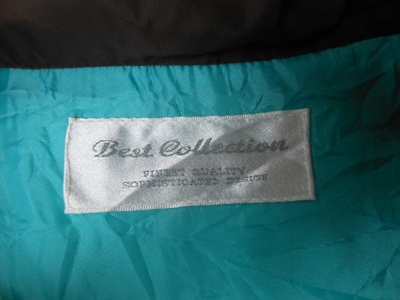 Best Collection
FINEST QUALITY
SOPHISTICATED DESIGN